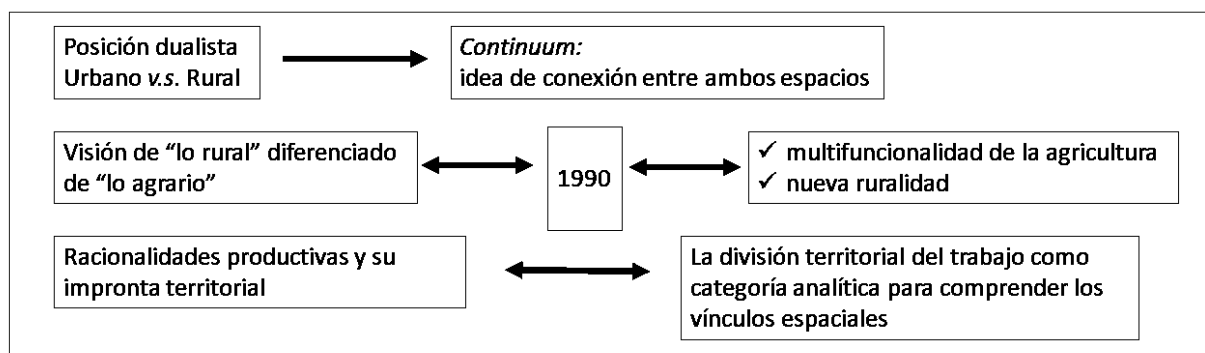 Posición dualista
Urbano v.s. Rural
Continuum:
idea de conexión entre ambos espacios
Visión de “lo rural” diferenciado
de “lo agrario”
1990
✓ multifuncionalidad de la agricultura
✓ nueva ruralidad
Racionalidades productivas y su
impronta territorial
La división territorial del trabajo como
categoría analítica para comprender los
vínculos espaciales